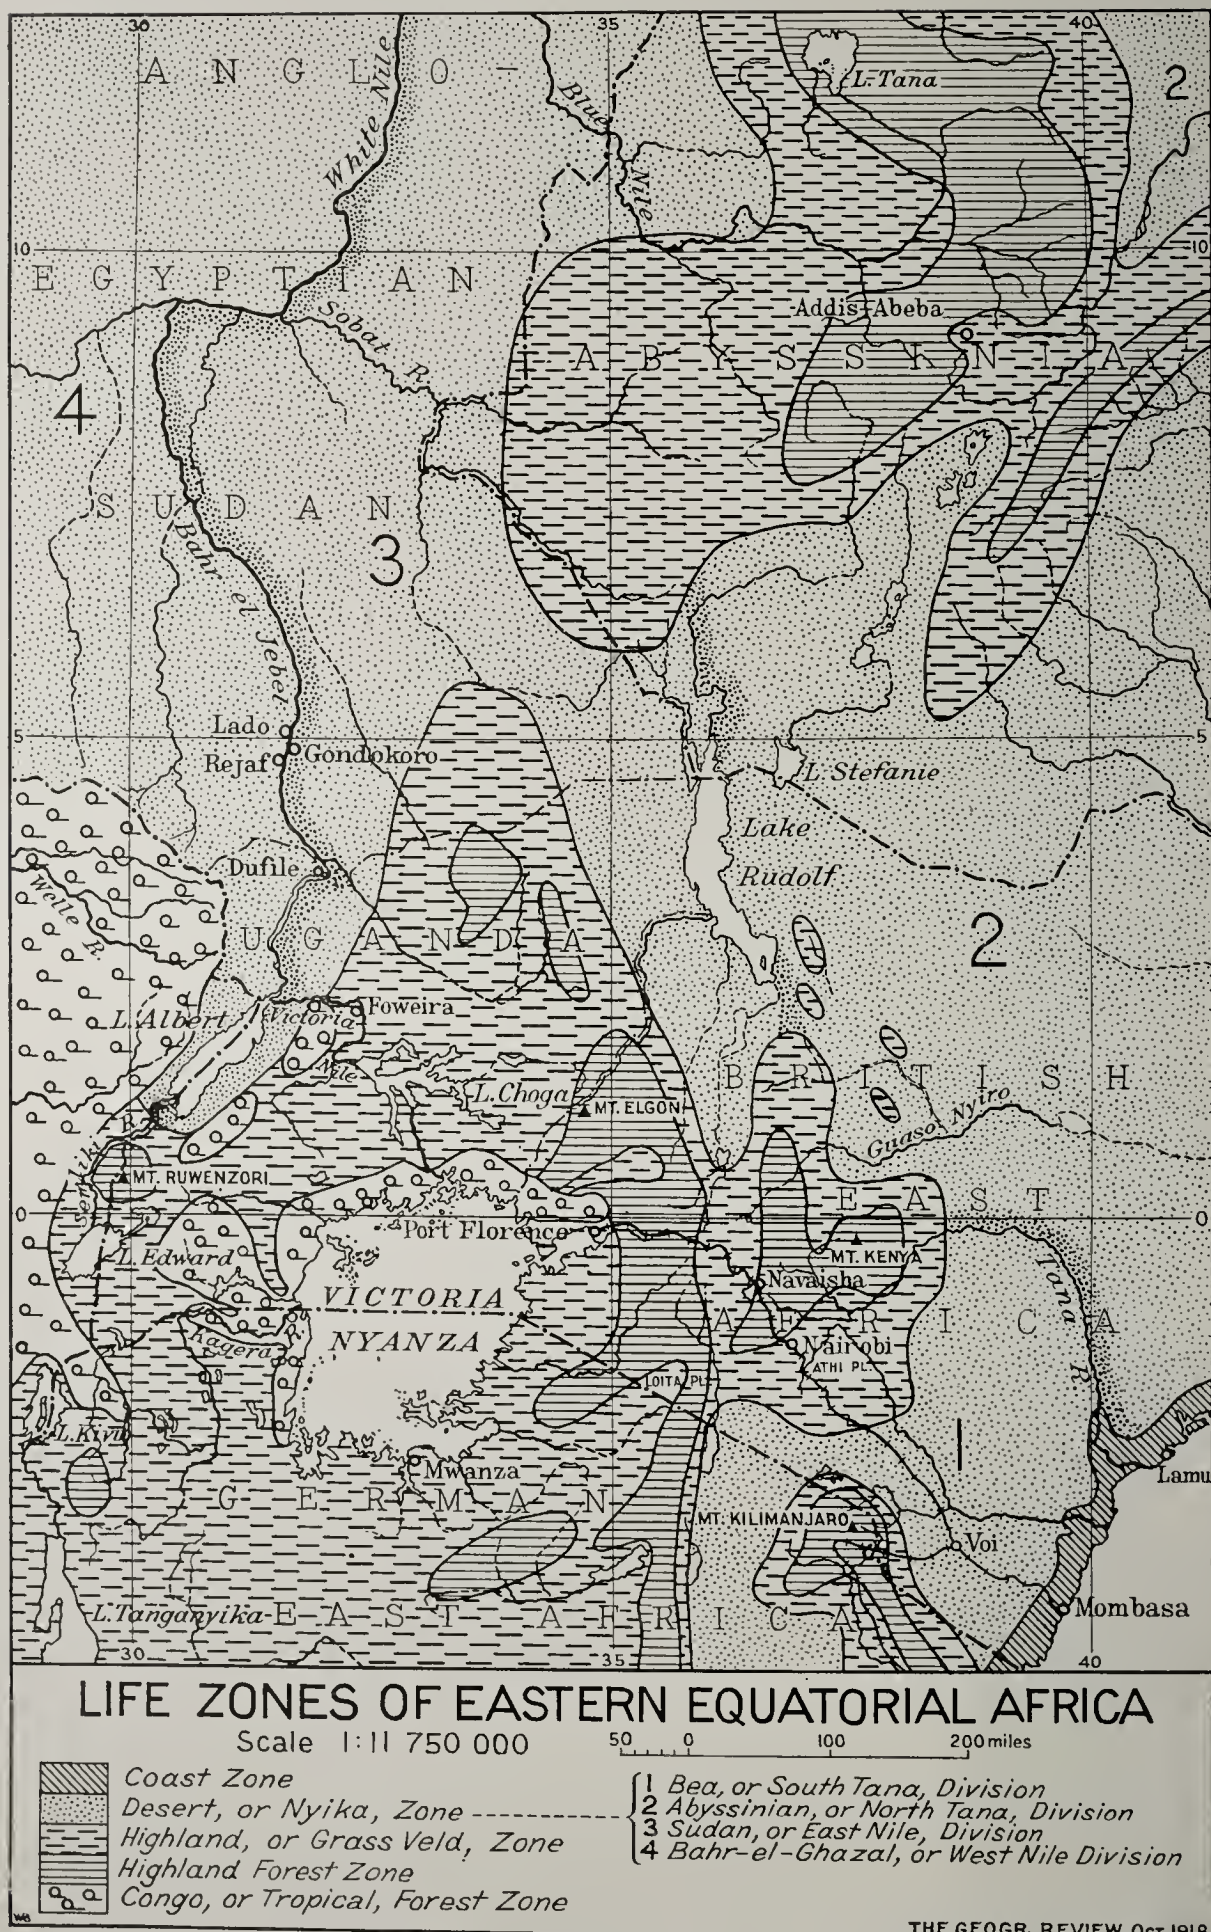 30 35 40
ANGLO-
White Nile
Blue Nile
L. Tana
2
10 10
EGYPTIAN
Sobat R.
Addis Abeba
ABYSSINIA
4
SUDAN
3
Bahr el Jebel
Lado
5 5
Rejaf Gondokoro
L. Stefanie
Lake
Rudolf
Dufile
Welle R.
UGANDA
2
L. Albert
Victoria Nile
Foweira
L. Choga
MT. ELGON
BRITISH
Guaso Nyiro
Semliki R.
MT. RUWENZORI
EAST
0 0
Port Florence
L. Edward
MT. KENYA
Tana R.
Navaisha
VICTORIA
NYANZA
AFRICA
Kagera
Nairobi
ATHI PL.
LOITA PL.
L. Kivu
1
Mwanza
Lamu
GERMAN
MT. KILIMANJARO
Voi
L. Tanganyika
EAST AFRICA
Mombasa
30 35 40
LIFE ZONES OF EASTERN EQUATORIAL AFRICA
Scale 1:11 750 000
50 0 100 200 miles
Coast Zone
Desert, or Nyika, Zone
Highland, or Grass Veld, Zone
Highland Forest Zone
Congo, or Tropical, Forest Zone
1 Bea, or South Tana, Division
2 Abyssinian, or North Tana, Division
3 Sudan, or East Nile, Division
4 Bahr-el-Ghazal, or West Nile Division
WB
THE GEOGR. REVIEW, Oct. 1918